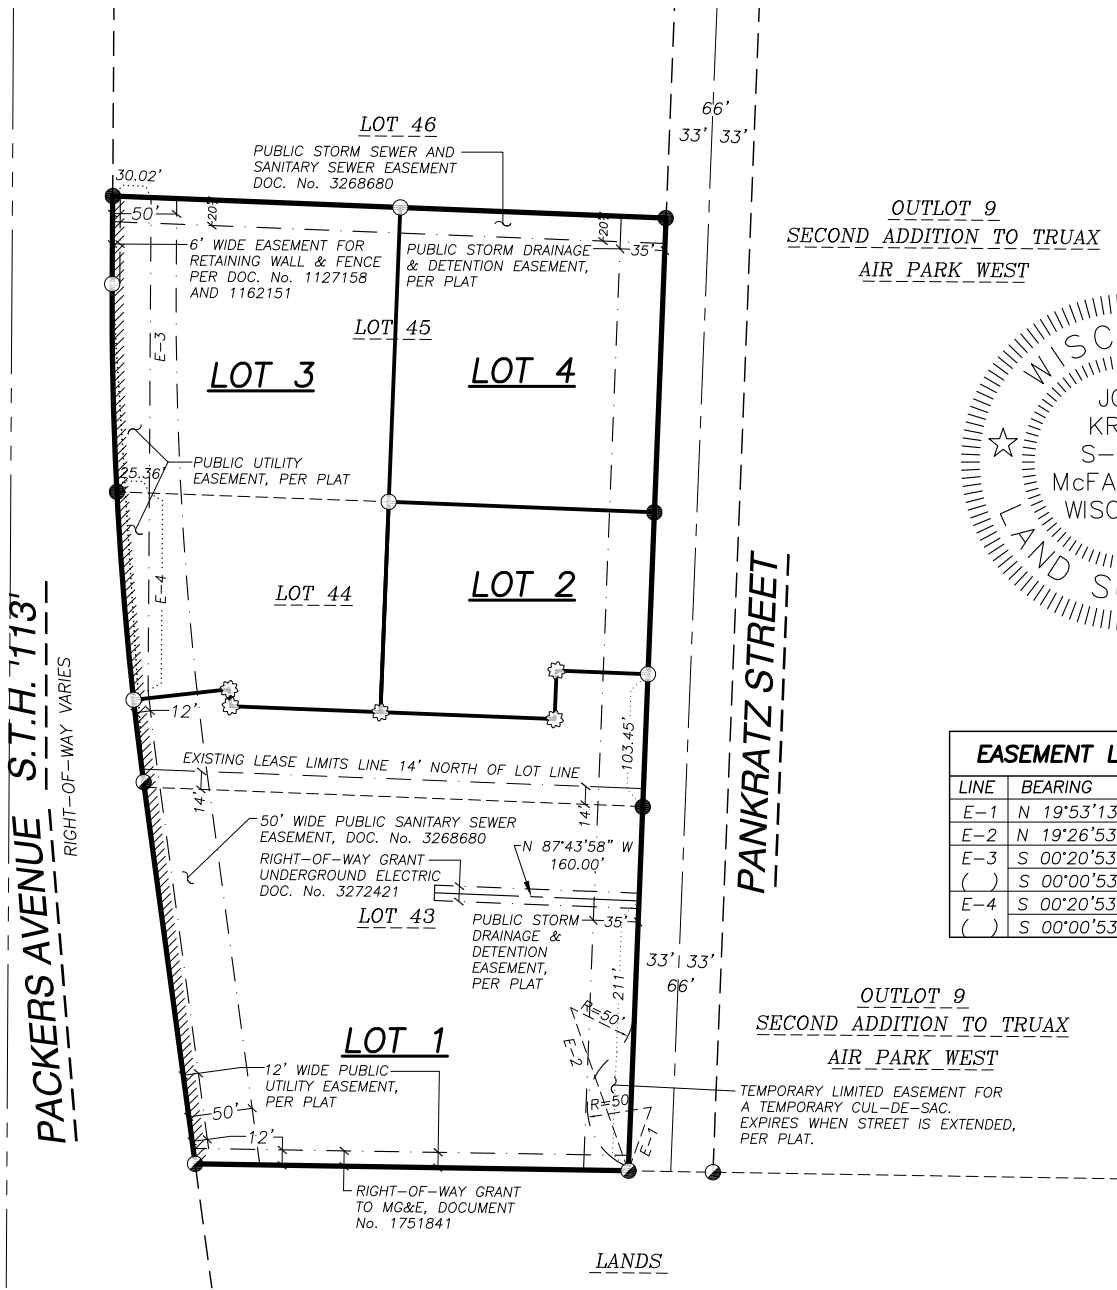 66'
33' 33'
LOT 46
PUBLIC STORM SEWER AND
SANITARY SEWER EASEMENT
DOC. No. 3268680
30.02'
50'
20'
20'
35'
6' WIDE EASEMENT FOR
RETAINING WALL & FENCE
PER DOC. No. 1127158
AND 1162151
PUBLIC STORM DRAINAGE
& DETENTION EASEMENT,
PER PLAT
OUTLOT 9
SECOND ADDITION TO TRUAX
AIR PARK WEST
LOT 45
E-3
LOT 3
LOT 4
PUBLIC UTILITY
EASEMENT, PER PLAT
25.36'
E-4
LOT 44
LOT 2
WISC
LAND S
JO
KR
S-
McFA
WISC
PACKERS AVENUE S.T.H. '113'
RIGHT-OF-WAY VARIES
PANKRATZ STREET
12'
103.45'
EXISTING LEASE LIMITS LINE 14' NORTH OF LOT LINE
14'
14'
50' WIDE PUBLIC SANITARY SEWER
EASEMENT, DOC. No. 3268680
RIGHT-OF-WAY GRANT
UNDERGROUND ELECTRIC
DOC. No. 3272421
N 87°43'58" W
160.00'
LOT 43
PUBLIC STORM
DRAINAGE &
DETENTION
EASEMENT,
PER PLAT
35'
211'
33' 33'
66'
EASEMENT L
LINE BEARING
E-1 N 19°53'13
E-2 N 19°26'53
E-3 S 00°20'53
( ) S 00°00'53
E-4 S 00°20'53
( ) S 00°00'53
OUTLOT 9
SECOND ADDITION TO TRUAX
AIR PARK WEST
R=50'
E-2
LOT 1
12' WIDE PUBLIC
UTILITY EASEMENT,
PER PLAT
R=50'
E-1
TEMPORARY LIMITED EASEMENT FOR
A TEMPORARY CUL-DE-SAC.
EXPIRES WHEN STREET IS EXTENDED,
PER PLAT.
50'
12'
RIGHT-OF-WAY GRANT
TO MG&E, DOCUMENT
No. 1751841
LANDS